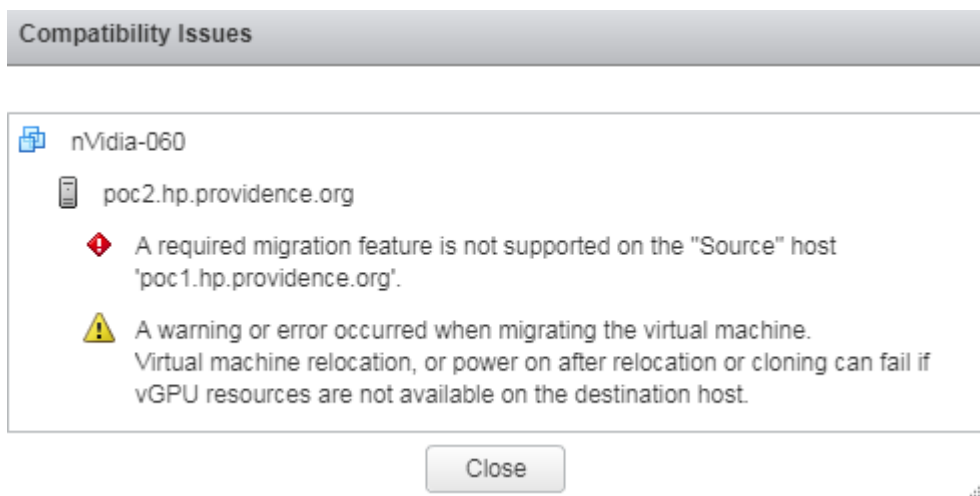 Compatibility Issues
nVidia-060
poc2.hp.providence.org
A required migration feature is not supported on the "Source" host
'poc1.hp.providence.org'.
A warning or error occurred when migrating the virtual machine.
Virtual machine relocation, or power on after relocation or cloning can fail if
vGPU resources are not available on the destination host.
Close